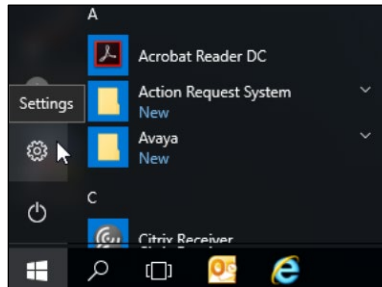 A
Acrobat Reader DC
Settings
Action Request System
New
Avaya
New
C
Citrix Receiver